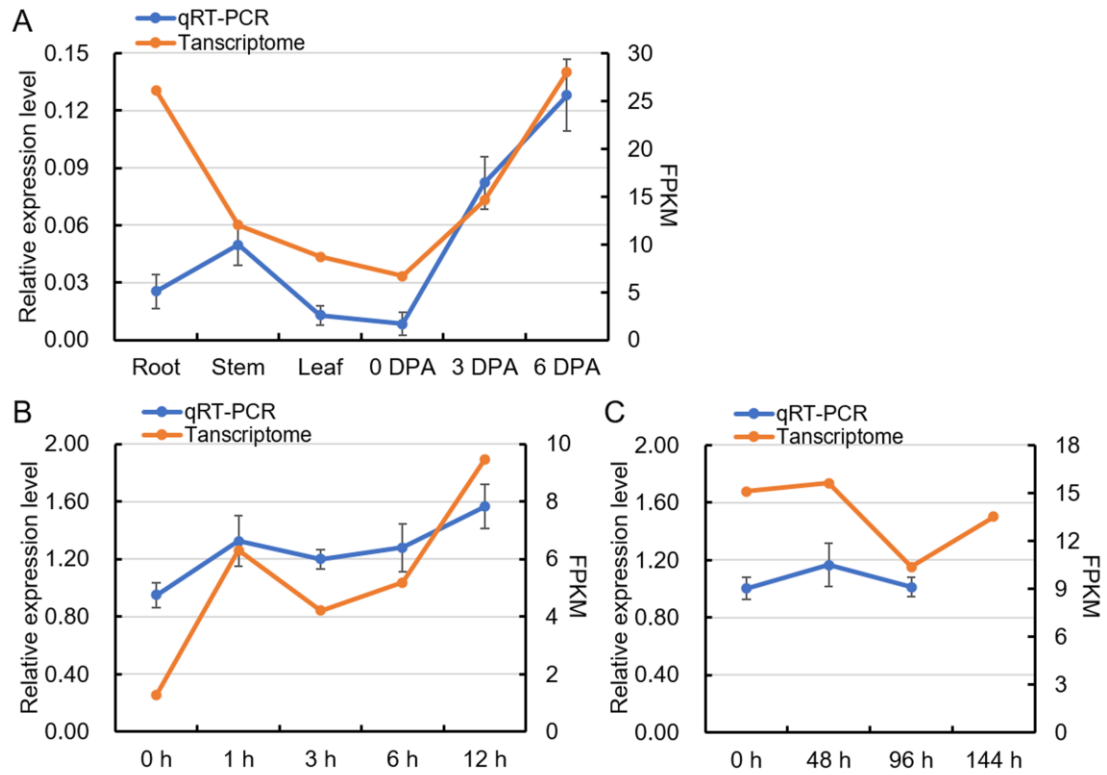 A
qRT-PCR
Tanscriptome
0.15
0.12
0.09
0.06
0.03
0.00
Relative expression level
30
25
20
15
10
5
0
FPKM
Root Stem Leaf 0 DPA 3 DPA 6 DPA
B
qRT-PCR
Tanscriptome
2.00
1.60
1.20
0.80
0.40
0.00
Relative expression level
10
8
6
4
2
0
FPKM
0 h 1 h 3 h 6 h 12 h
C
qRT-PCR
Tanscriptome
2.00
1.60
1.20
0.80
0.40
0.00
Relative expression level
18
15
12
9
6
3
0
FPKM
0 h 48 h 96 h 144 h